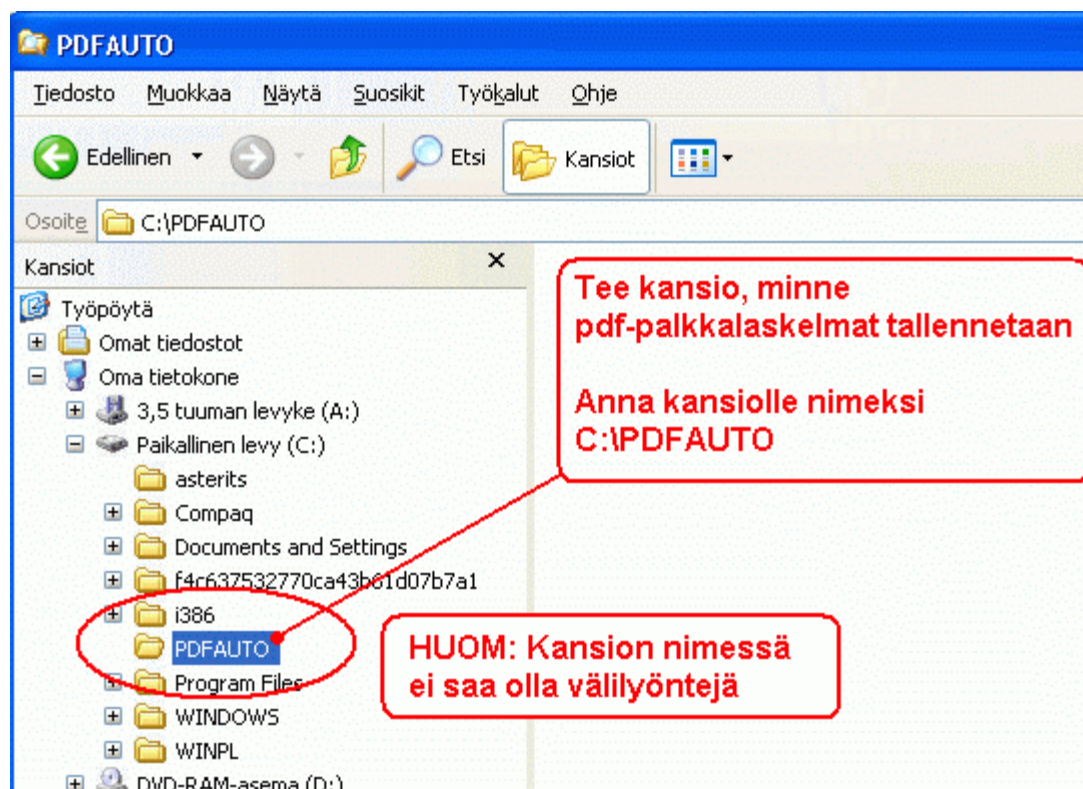 PDFAUTO
Tiedosto Muokkaa Näytä Suosikit Työkalut Ohje
Edellinen Etsi Kansiot
Osoite C:\PDFAUTO
Kansiot
Työpöytä
Omat tiedostot
Oma tietokone
3,5 tuuman levyke (A:)
Paikallinen levy (C:)
asterits
Compaq
Documents and Settings
f4c637532770ca43b61d07b7a1
i386
PDFAUTO
Program Files
WINDOWS
WINPL
DVD-RAM-asema (D:)
Tee kansio, minne
pdf-palkkalaskelmat tallennetaan
Anna kansiolle nimeksi
C:\PDFAUTO
HUOM: Kansion nimessä
ei saa olla välilyöntejä